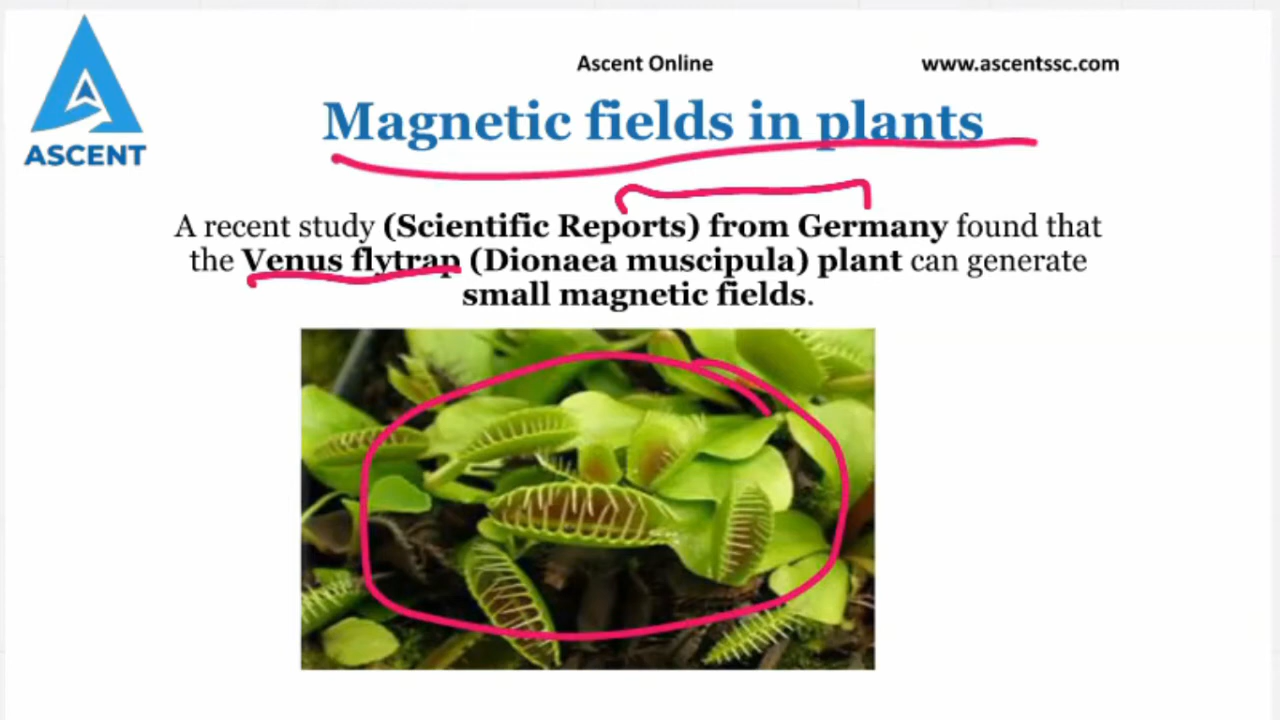 ASCENT
Ascent Online
www.ascentssc.com
Magnetic fields in plants
A recent study (Scientific Reports) from Germany found that
the Venus flytrap (Dionaea muscipula) plant can generate
small magnetic fields.